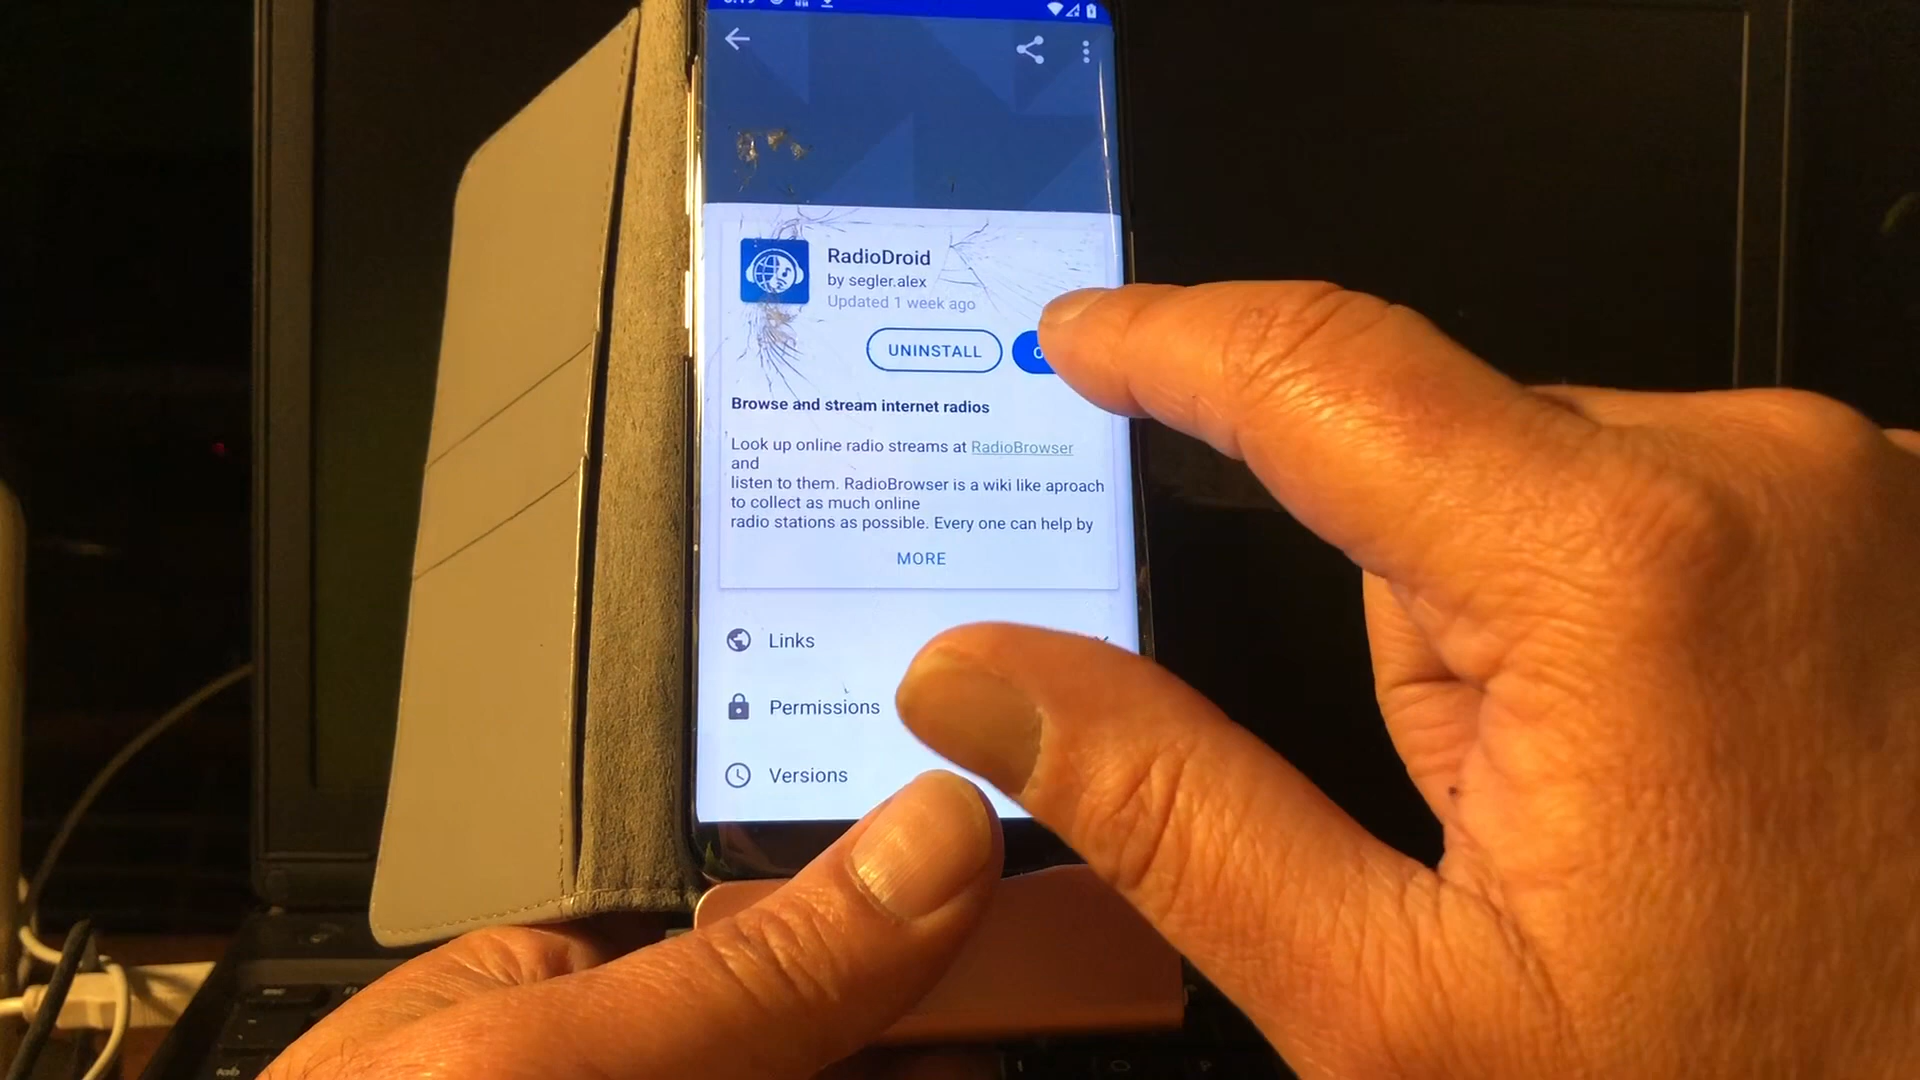 RadioDroid
by segler.alex
Updated 1 week ago
UNINSTALL
Browse and stream internet radios
Look up online radio streams at RadioBrowser
and
listen to them. RadioBrowser is a wiki like aproach
to collect as much online
radio stations as possible. Every one can help by
MORE
Links
Permissions
Versions
tab